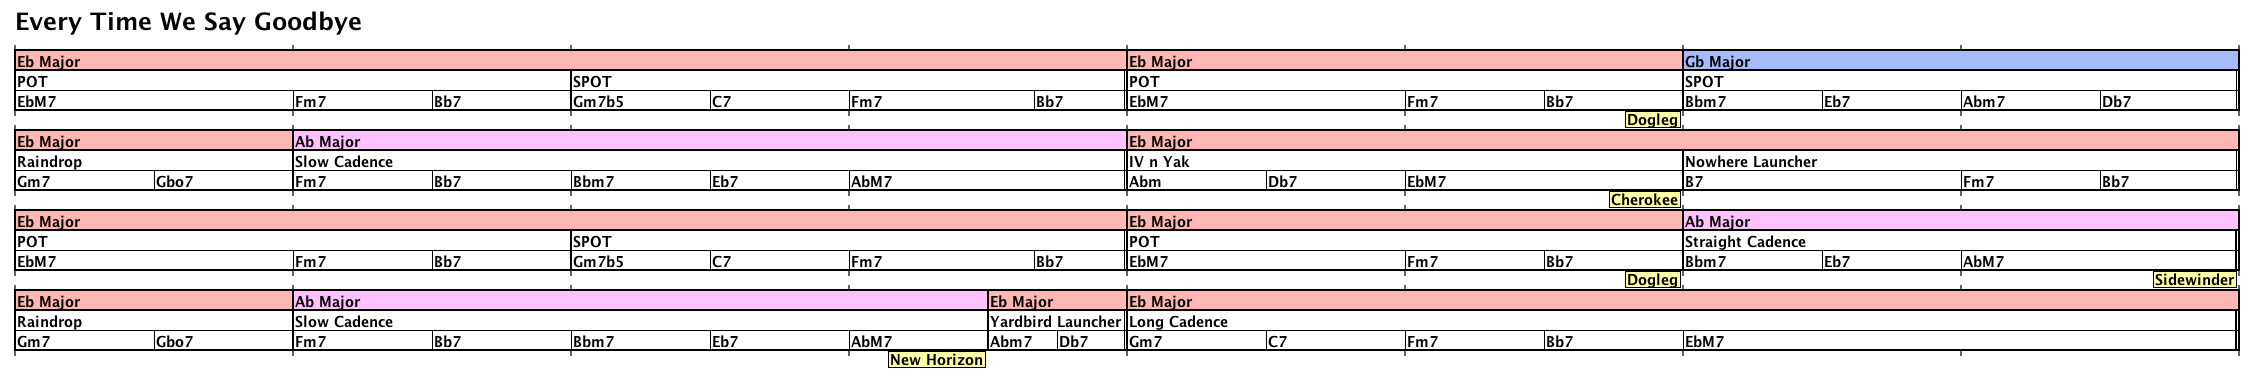 Every Time We Say Goodbye
Eb Major Eb Major Gb Major
POT SPOT POT SPOT
EbM7 Fm7 Bb7 Gm7b5 C7 Fm7 Bb7 EbM7 Fm7 Bb7 Bbm7 Eb7 Abm7 Db7
Dogleg
Eb Major Ab Major Eb Major
Raindrop Slow Cadence IV n Yak Nowhere Launcher
Gm7 Gbo7 Fm7 Bb7 Bbm7 Eb7 AbM7 Abm Db7 EbM7 B7 Fm7 Bb7
Cherokee
Eb Major Eb Major Ab Major
POT SPOT POT Straight Cadence
EbM7 Fm7 Bb7 Gm7b5 C7 Fm7 Bb7 EbM7 Fm7 Bb7 Bbm7 Eb7 AbM7
Dogleg Sidewinder
Eb Major Ab Major Eb Major Eb Major
Raindrop Slow Cadence Yardbird Launcher Long Cadence
Gm7 Gbo7 Fm7 Bb7 Bbm7 Eb7 AbM7 Abm7 Db7 Gm7 C7 Fm7 Bb7 EbM7
New Horizon